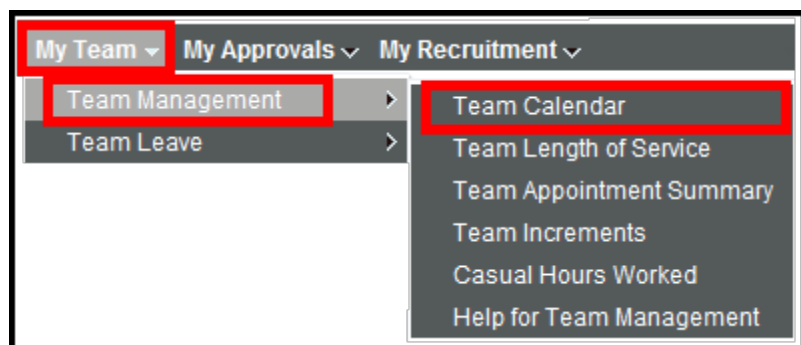 My Team My Approvals My Recruitment
Team Management
Team Leave
Team Calendar
Team Length of Service
Team Appointment Summary
Team Increments
Casual Hours Worked
Help for Team Management